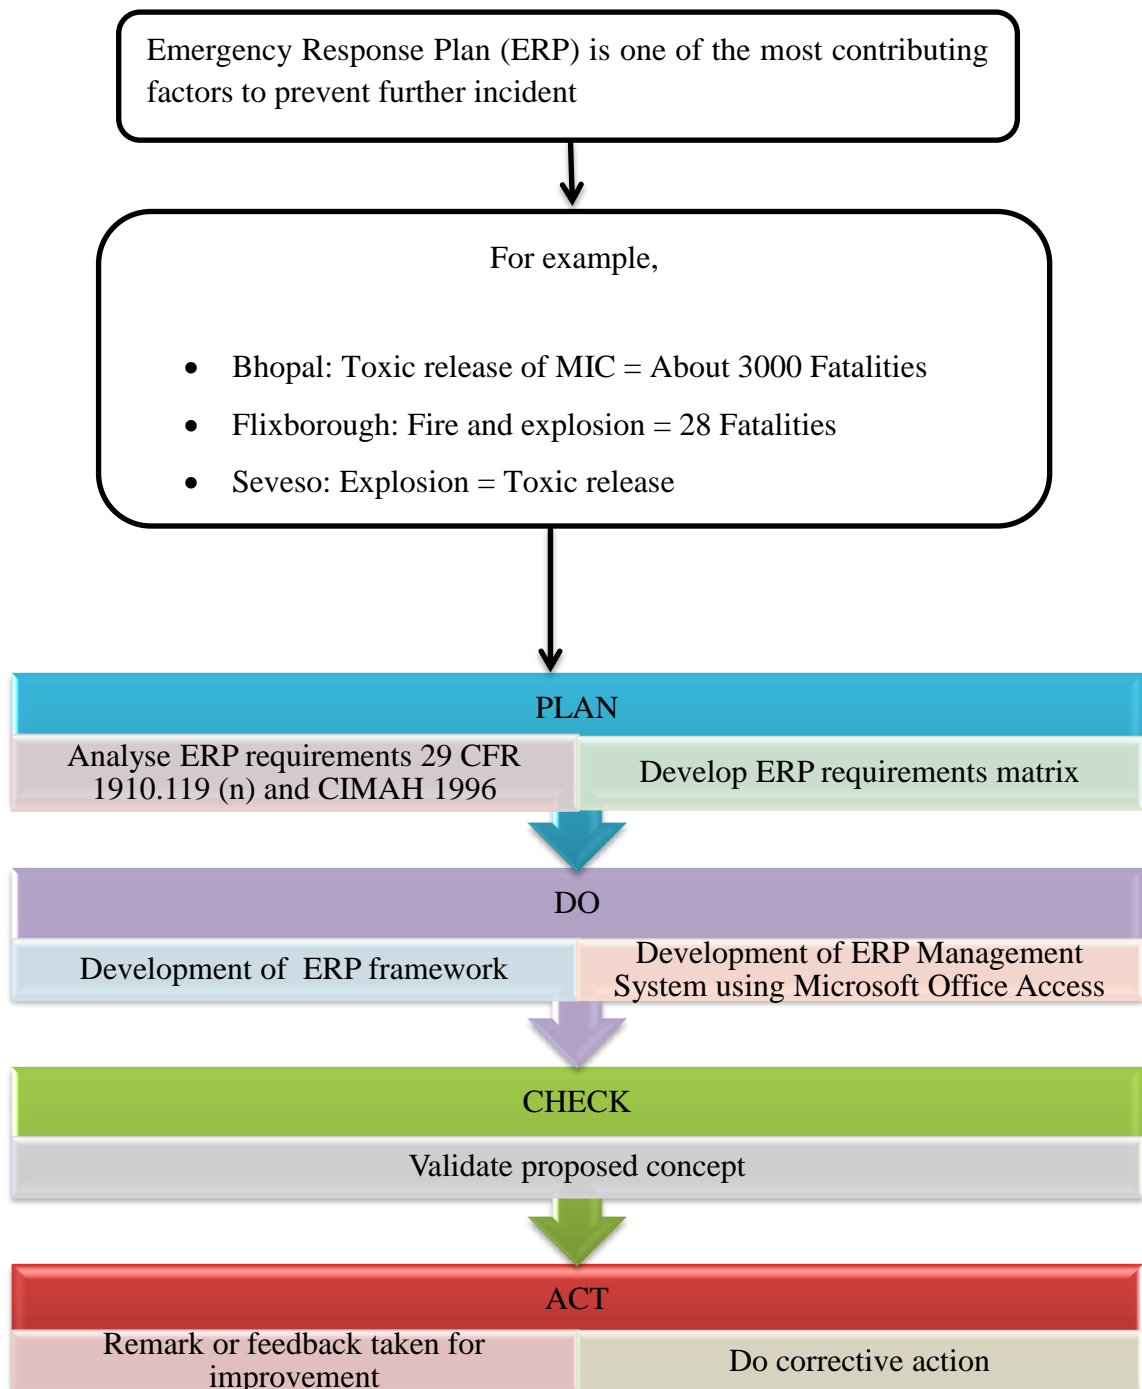 Emergency Response Plan (ERP) is one of the most contributing
factors to prevent further incident
For example,
• Bhopal: Toxic release of MIC = About 3000 Fatalities
• Flixborough: Fire and explosion = 28 Fatalities
• Seveso: Explosion = Toxic release
PLAN
Analyse ERP requirements 29 CFR
1910.119 (n) and CIMAH 1996
Develop ERP requirements matrix
DO
Development of ERP framework
Development of ERP Management
System using Microsoft Office Access
CHECK
Validate proposed concept
ACT
Remark or feedback taken for
improvement
Do corrective action